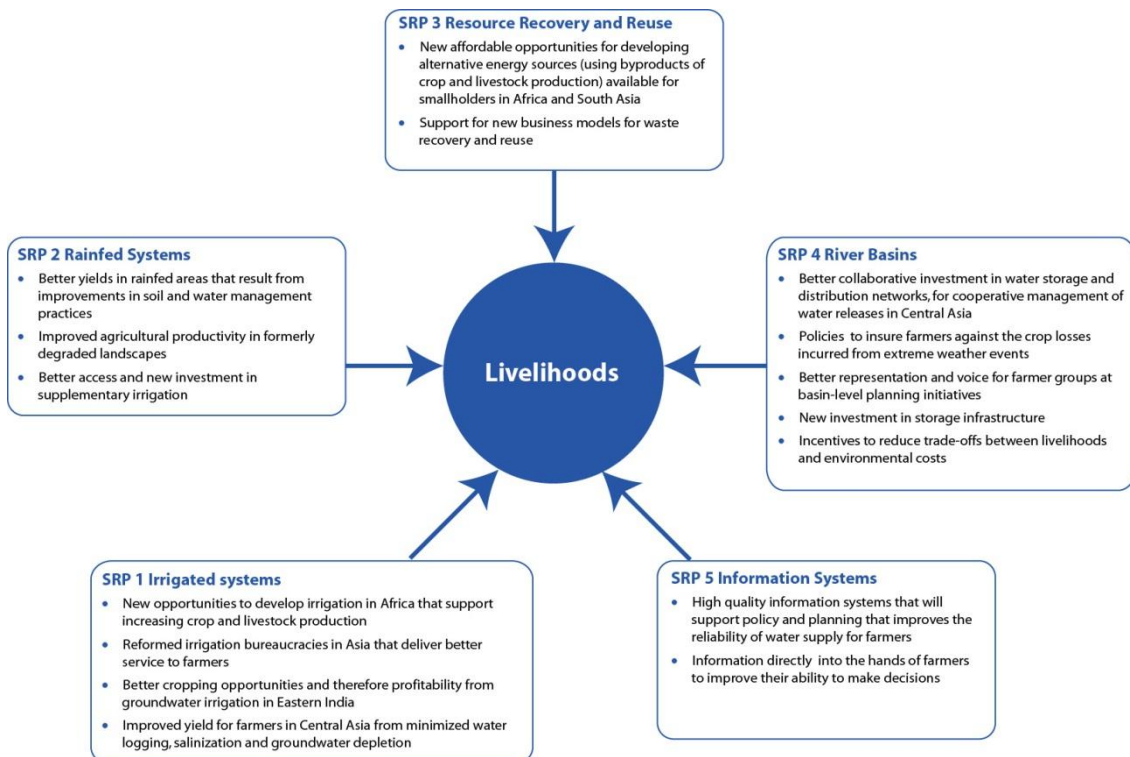 SRP 3 Resource Recovery and Reuse
• New affordable opportunities for developing
alternative energy sources (using byproducts of
crop and livestock production) available for
smallholders in Africa and South Asia
• Support for new business models for waste
recovery and reuse
SRP 2 Rainfed Systems
• Better yields in rainfed areas that result from
improvements in soil and water management
practices
• Improved agricultural productivity in formerly
degraded landscapes
• Better access and new investment in
supplementary irrigation
Livelihoods
SRP 4 River Basins
• Better collaborative investment in water storage and
distribution networks, for cooperative management of
water releases in Central Asia
• Policies to insure farmers against the crop losses
incurred from extreme weather events
• Better representation and voice for farmer groups at
basin-level planning initiatives
• New investment in storage infrastructure
• Incentives to reduce trade-offs between livelihoods
and environmental costs
SRP 1 Irrigated systems
• New opportunities to develop irrigation in Africa that support
increasing crop and livestock production
• Reformed irrigation bureaucracies in Asia that deliver better
service to farmers
• Better cropping opportunities and therefore profitability from
groundwater irrigation in Eastern India
• Improved yield for farmers in Central Asia from minimized water
logging, salinization and groundwater depletion
SRP 5 Information Systems
• High quality information systems that will
support policy and planning that improves the
reliability of water supply for farmers
• Information directly into the hands of farmers
to improve their ability to make decisions